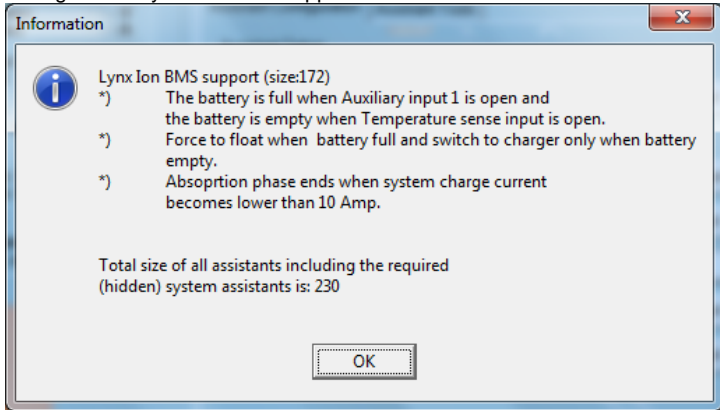 Information
Lynx Ion BMS support (size:172)
*) The battery is full when Auxiliary input 1 is open and
the battery is empty when Temperature sense input is open.
*) Force to float when battery full and switch to charger only when battery
empty.
*) Absoprtion phase ends when system charge current
becomes lower than 10 Amp.
Total size of all assistants including the required
(hidden) system assistants is: 230
OK